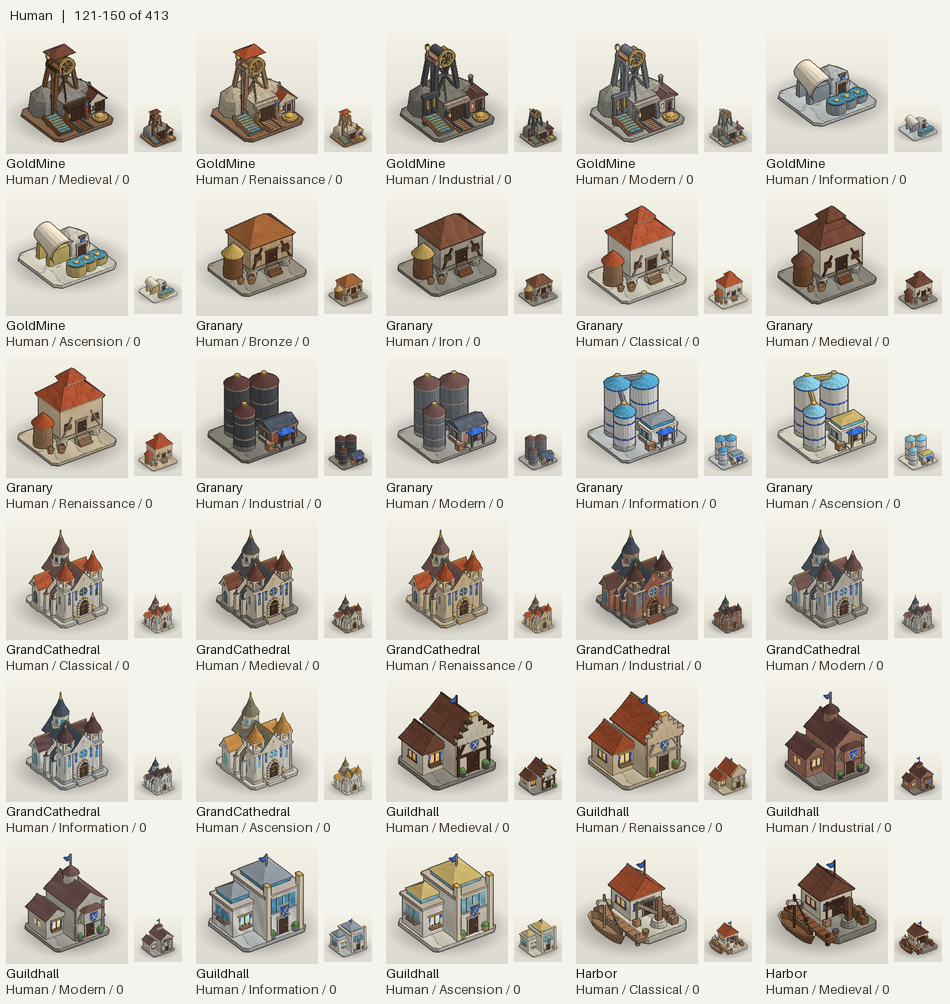 Human | 121-150 of 413
GoldMine
Human / Medieval / 0
GoldMine
Human / Renaissance / 0
GoldMine
Human / Industrial / 0
GoldMine
Human / Modern / 0
GoldMine
Human / Information / 0
GoldMine
Human / Ascension / 0
Granary
Human / Bronze / 0
Granary
Human / Iron / 0
Granary
Human / Classical / 0
Granary
Human / Medieval / 0
Granary
Human / Renaissance / 0
Granary
Human / Industrial / 0
Granary
Human / Modern / 0
Granary
Human / Information / 0
Granary
Human / Ascension / 0
GrandCathedral
Human / Classical / 0
GrandCathedral
Human / Medieval / 0
GrandCathedral
Human / Renaissance / 0
GrandCathedral
Human / Industrial / 0
GrandCathedral
Human / Modern / 0
GrandCathedral
Human / Information / 0
GrandCathedral
Human / Ascension / 0
Guildhall
Human / Medieval / 0
Guildhall
Human / Renaissance / 0
Guildhall
Human / Industrial / 0
Guildhall
Human / Modern / 0
Guildhall
Human / Information / 0
Guildhall
Human / Ascension / 0
Harbor
Human / Classical / 0
Harbor
Human / Medieval / 0